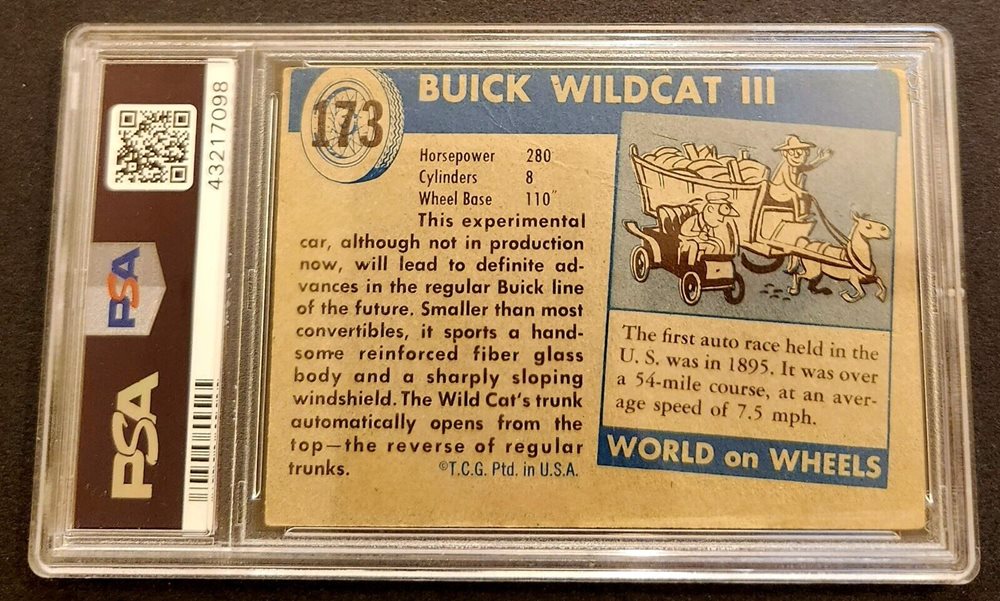 43217098
PSA
PSA
173
BUICK WILDCAT III
Horsepower 280
Cylinders 8
Wheel Base 110"
This experimental
car, although not in production
now, will lead to definite ad-
vances in the regular Buick line
of the future. Smaller than most
convertibles, it sports a hand-
some reinforced fiber glass
body and a sharply sloping
windshield. The Wild Cat's trunk
automatically opens from the
top—the reverse of regular
trunks.
©T.C.G. Ptd. in U.S.A.
The first auto race held in the
U. S. was in 1895. It was over
a 54-mile course, at an aver-
age speed of 7.5 mph.
WORLD on WHEELS